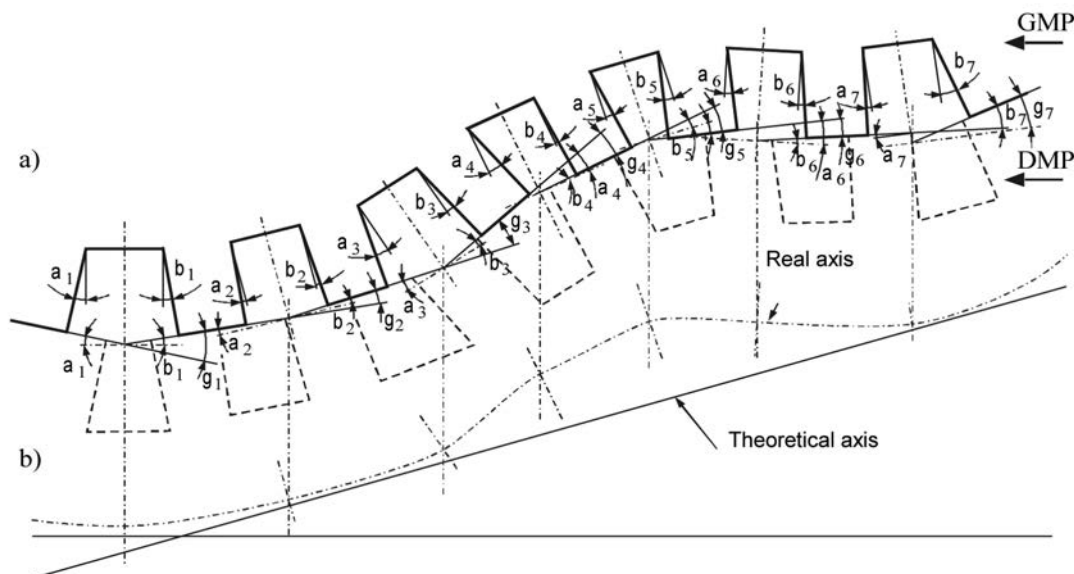 GMP
a)
DMP
b)
a1 b1 a2 b2 a3 b3 a4 b4 a5 b5 a6 b6 a7 b7
a1 b1 g1 a2 b2 g2 a3 b3 g3 b4 a4 g4 b5 g5 b6 a6 g6 a7 b7 g7
Real axis
Theoretical axis